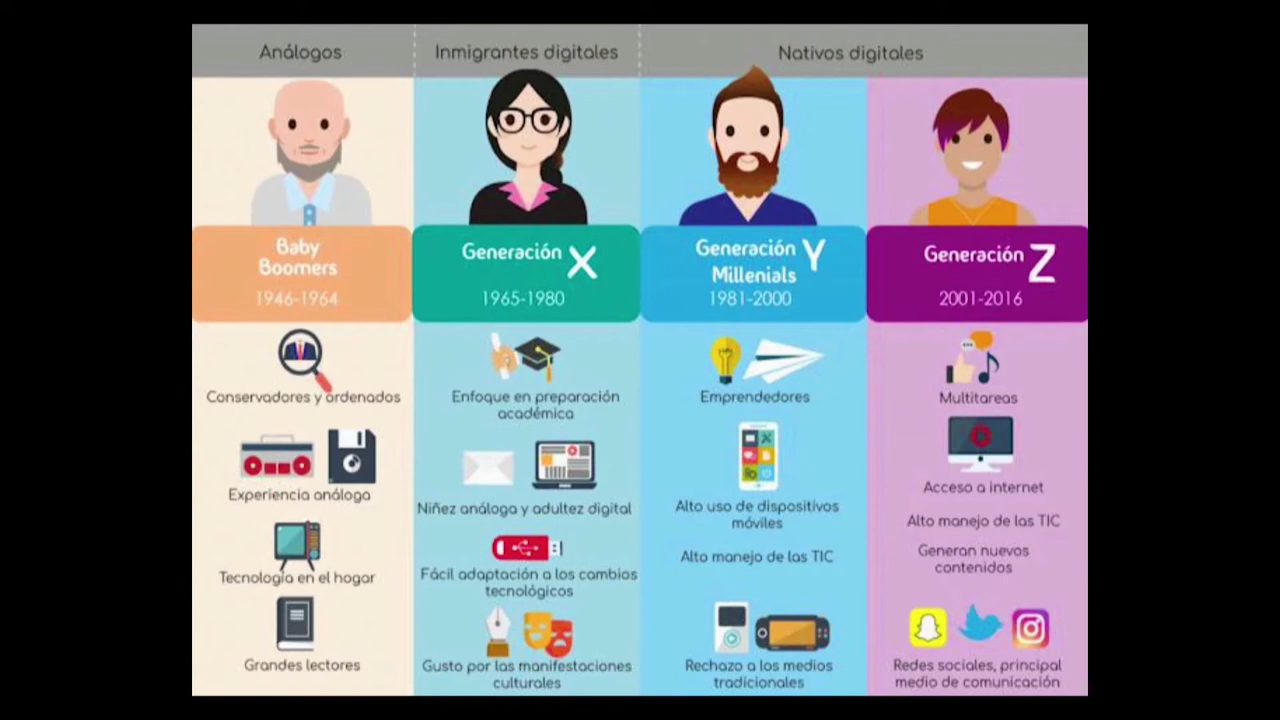 Análogos
Inmigrantes digitales
Nativos digitales
Baby
Boomers
1946-1964
Generación X
1965-1980
Generación Y
Millenials
1981-2000
Generación Z
2001-2016
Conservadores y ordenados
Experiencia análoga
Tecnología en el hogar
Grandes lectores
Enfoque en preparación
académica
Niñez análoga y adultez digital
Fácil adaptación a los cambios
tecnológicos
Gusto por las manifestaciones
culturales
Emprendedores
Alto uso de dispositivos
móviles
Alto manejo de las TIC
Rechazo a los medios
tradicionales
Multitareas
Acceso a internet
Alto manejo de las TIC
Generan nuevos
contenidos
Redes sociales, principal
medio de comunicación